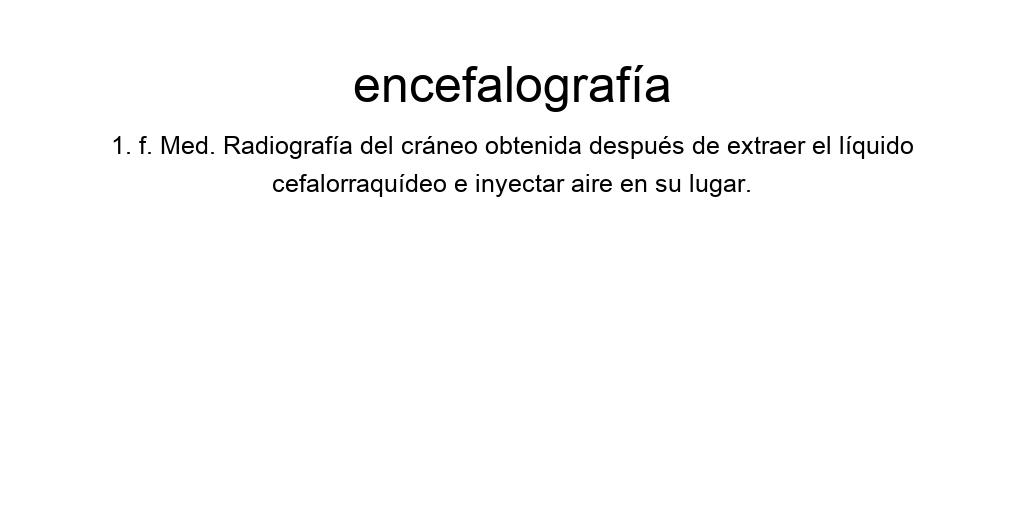 encefalografía
1. f. Med. Radiografía del cráneo obtenida después de extraer el líquido
cefalorraquídeo e inyectar aire en su lugar.